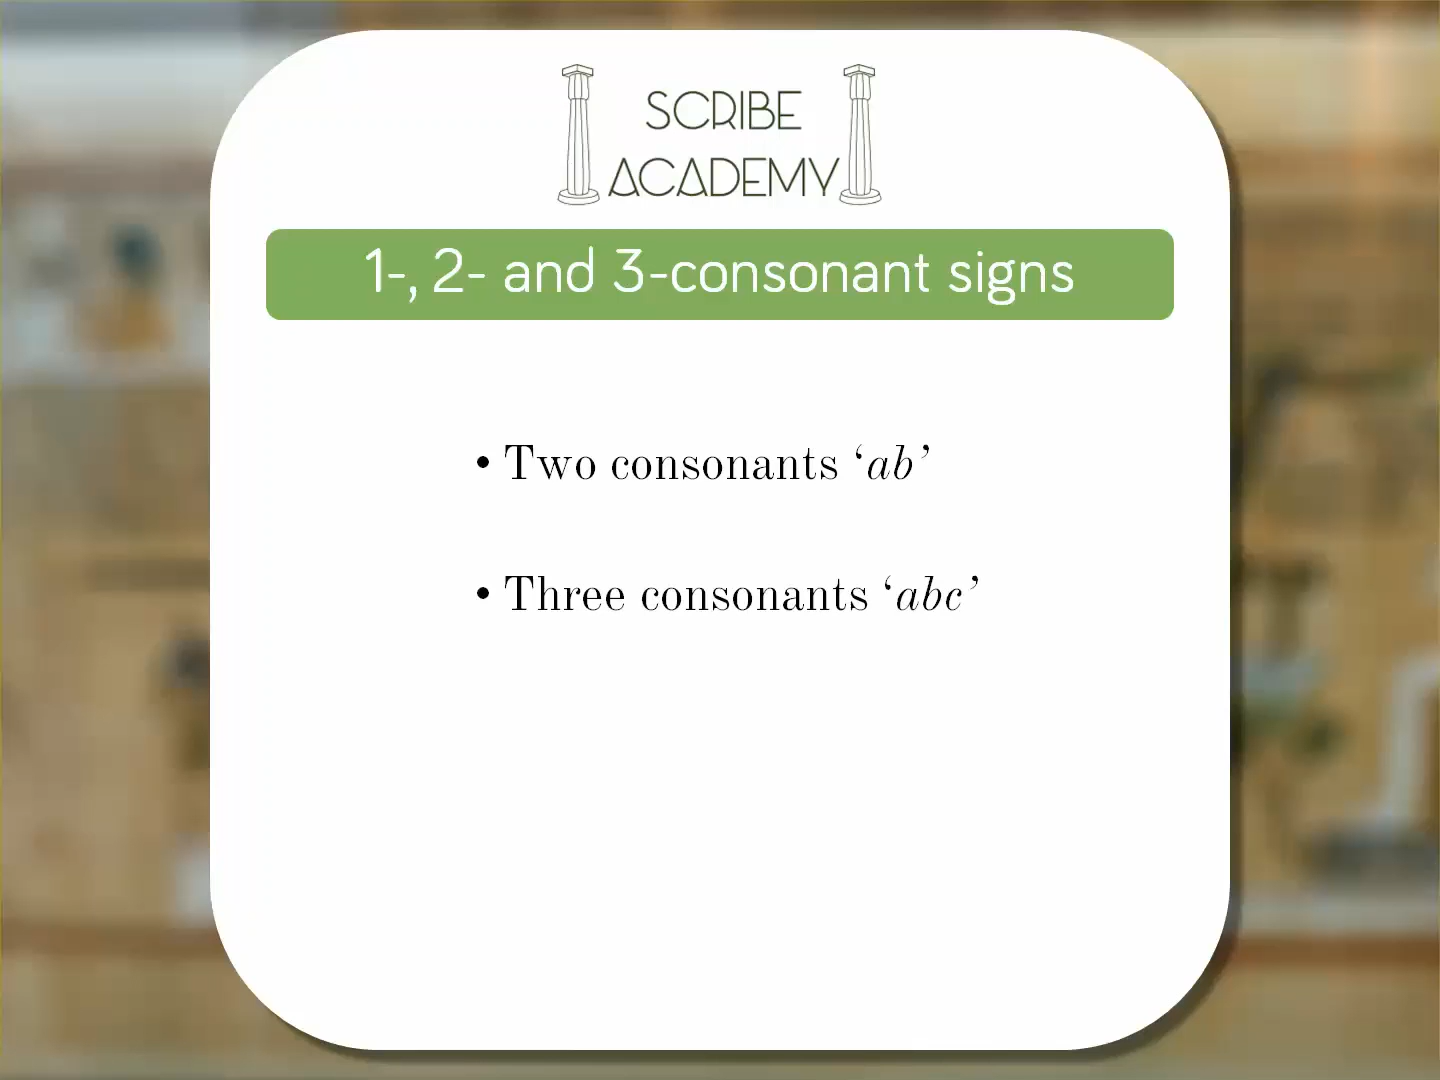 SCRIBE
ACADEMY
1-, 2- and 3-consonant signs
• Two consonants ‘ab’
• Three consonants ‘abc’